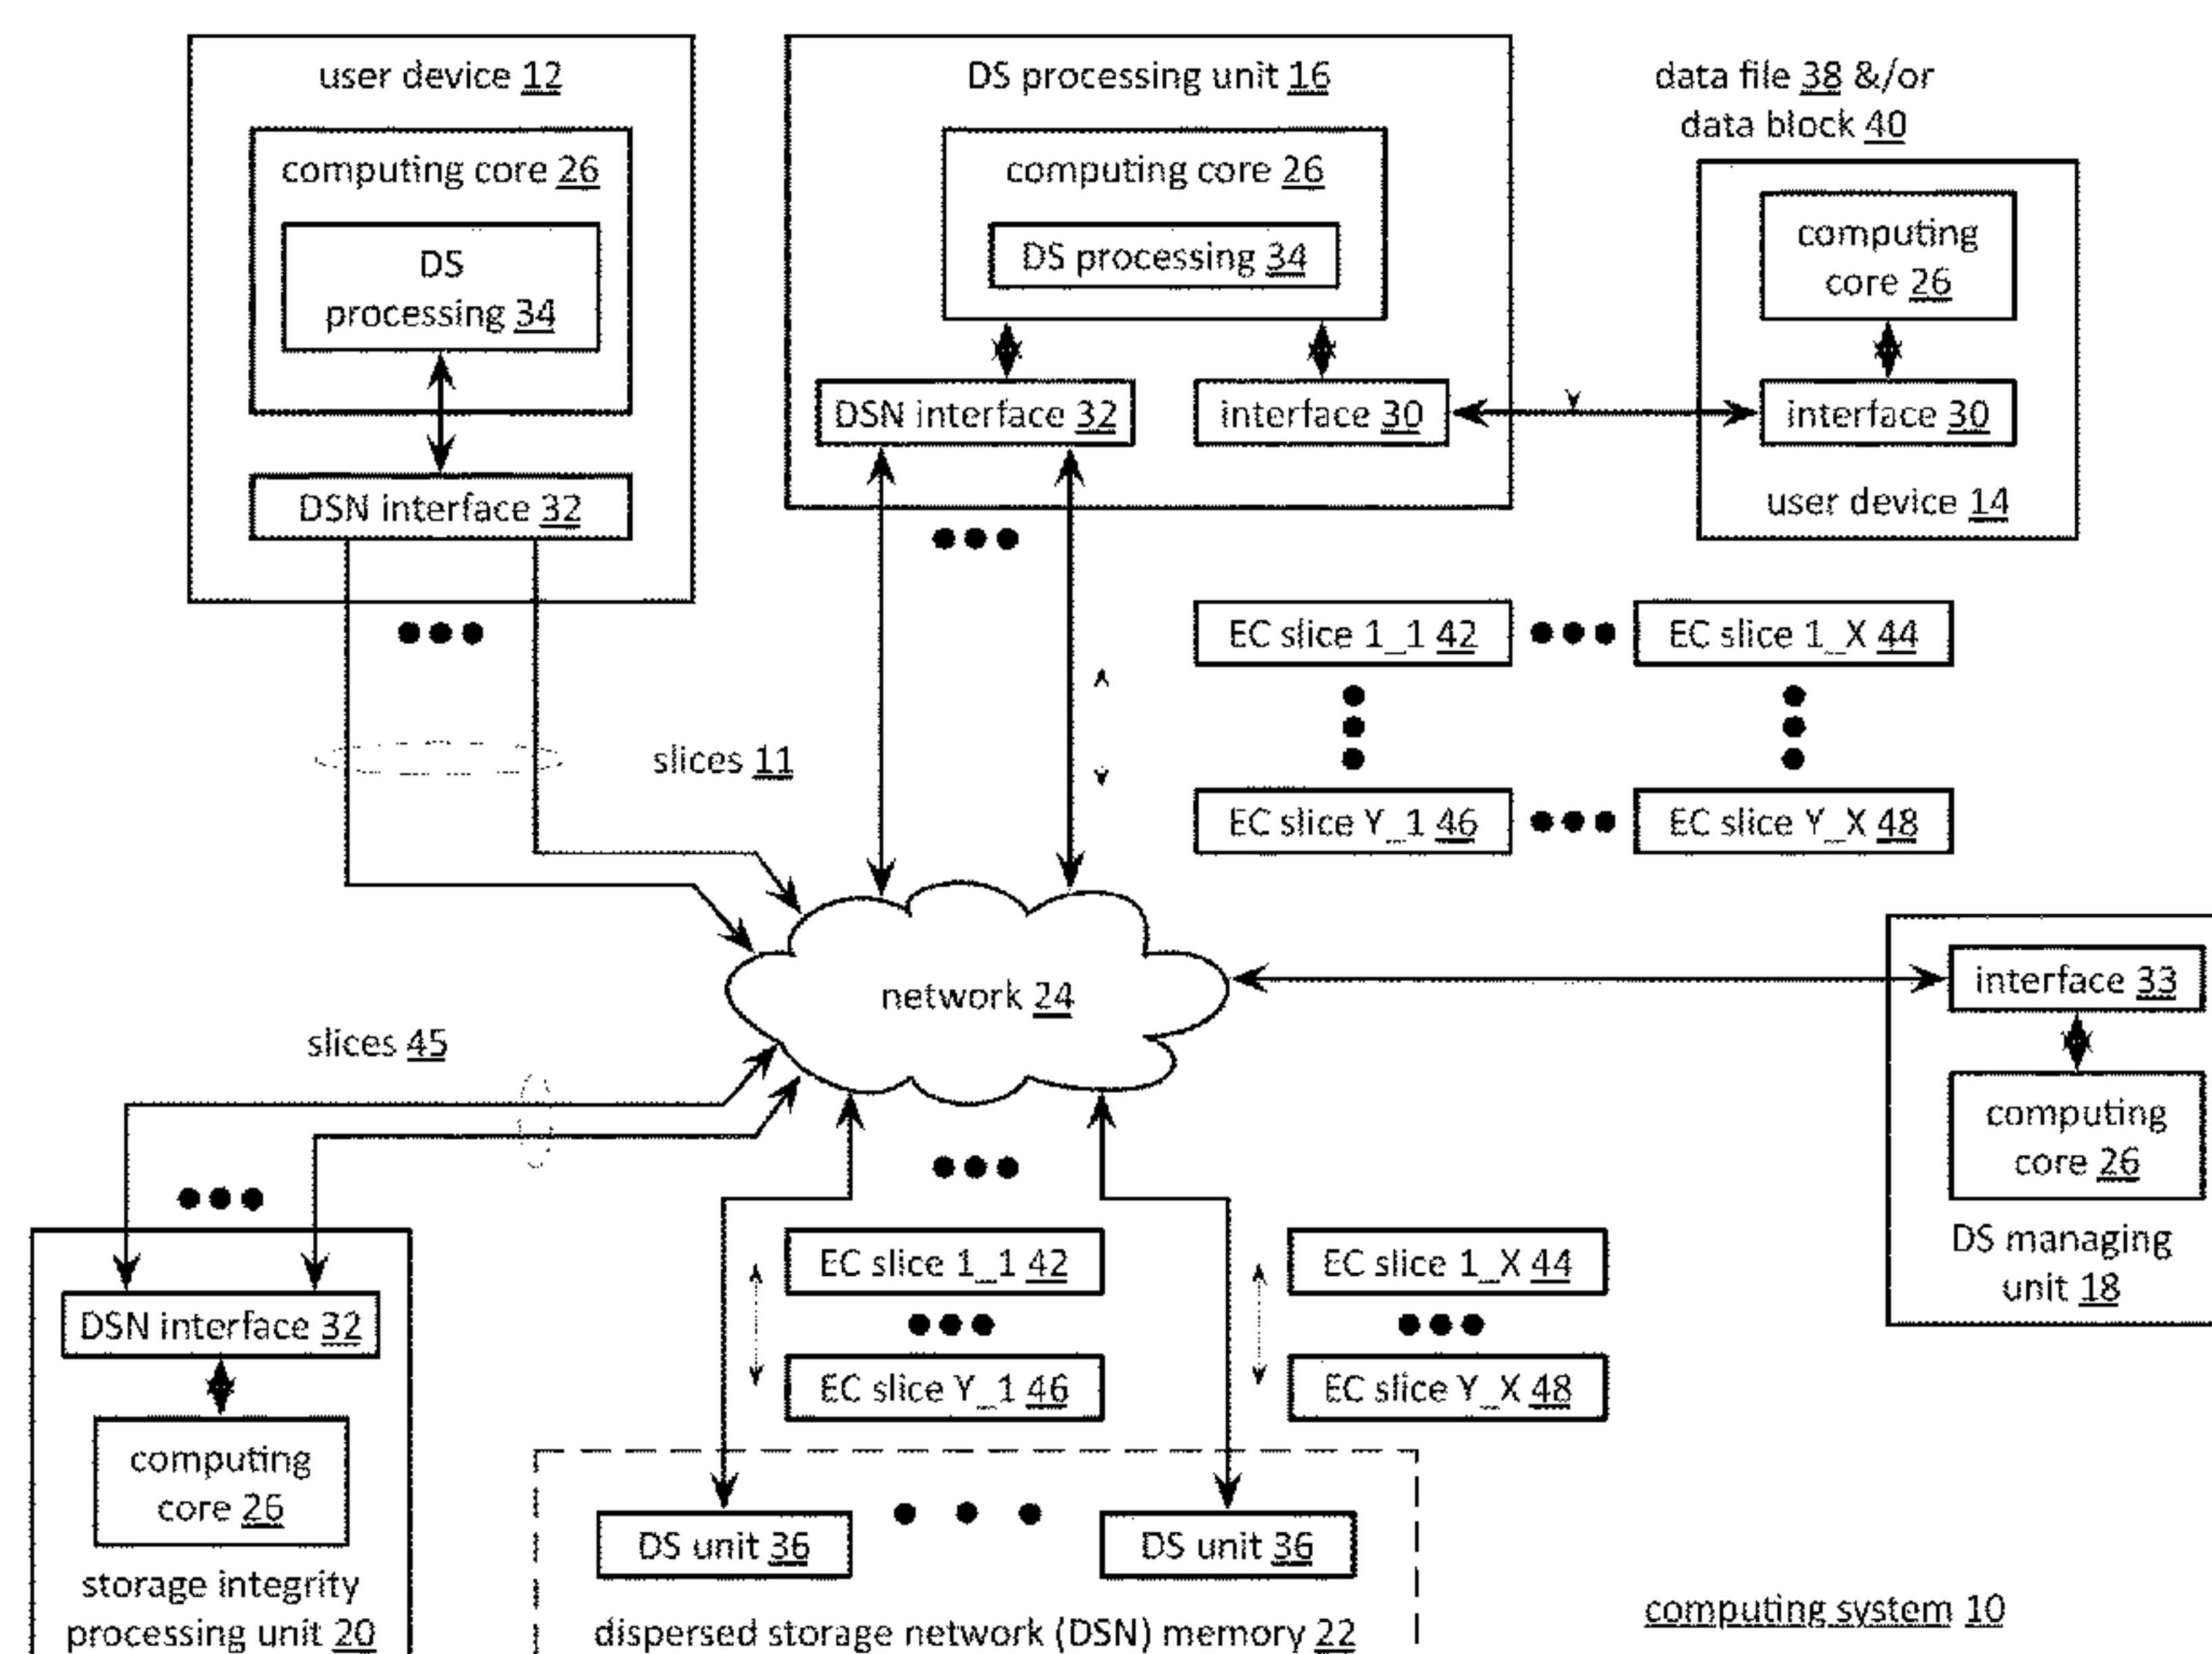 user device 12
computing core 26
DS
processing 34
DSN interface 32
DS processing unit 16
computing core 26
DS processing 34
DSN interface 32
interface 30
data file 38 &/or
data block 40
computing
core 26
interface 30
user device 14
EC slice 1_1 42
EC slice 1_X 44
EC slice Y_1 46
EC slice Y_X 48
slices 11
network 24
interface 33
computing
core 26
DS managing
unit 18
slices 45
DSN interface 32
computing
core 26
storage integrity
processing unit 20
EC slice 1_1 42
EC slice Y_1 46
EC slice 1_X 44
EC slice Y_X 48
DS unit 36
DS unit 36
dispersed storage network (DSN) memory 22
computing system 10